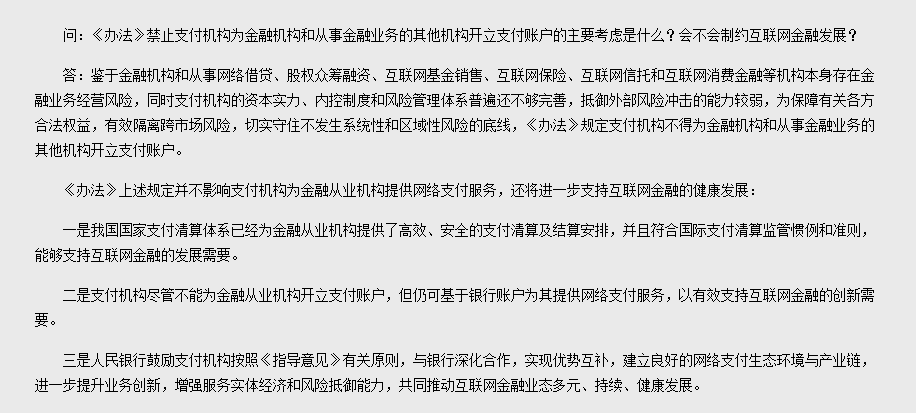 问：《办法》禁止支付机构为金融机构和从事金融业务的其他机构开立支付账户的主要考虑是什么？会不会制约互联网金融发展？
答：鉴于金融机构和从事网络借贷、股权众筹融资、互联网基金销售、互联网保险、互联网信托和互联网消费金融等机构本身存在金
融业务经营风险，同时支付机构的资本实力、内控制度和风险管理体系普遍还不够完善，抵御外部风险冲击的能力较弱，为保障有关各方
合法权益，有效隔离跨市场风险，切实守住不发生系统性和区域性风险的底线，《办法》规定支付机构不得为金融机构和从事金融业务的
其他机构开立支付账户。
《办法》上述规定并不影响支付机构为金融从业机构提供网络支付服务，还将进一步支持互联网金融的健康发展：
一是我国国家支付清算体系已经为金融从业机构提供了高效、安全的支付清算及结算安排，并且符合国际支付清算监管惯例和准则，
能够支持互联网金融的发展需要。
二是支付机构尽管不能为金融从业机构开立支付账户，但仍可基于银行账户为其提供网络支付服务，以有效支持互联网金融的创新需
要。
三是人民银行鼓励支付机构按照《指导意见》有关原则，与银行深化合作，实现优势互补，建立良好的网络支付生态环境与产业链，
进一步提升业务创新，增强服务实体经济和风险抵御能力，共同推动互联网金融业态多元、持续、健康发展。